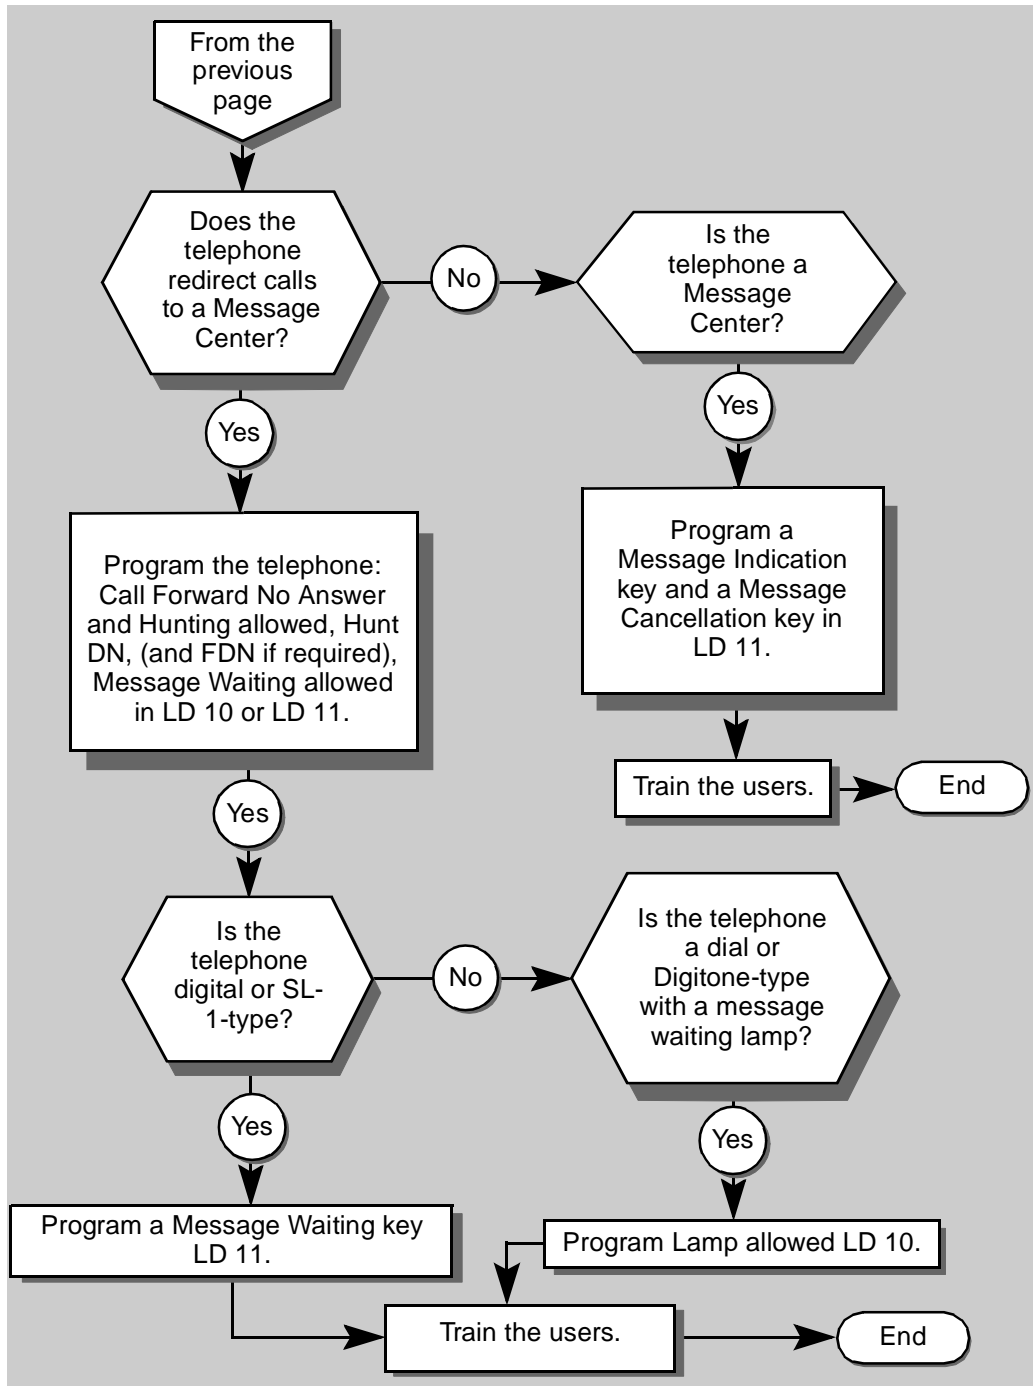 From the
previous
page
Does the
telephone
redirect calls
to a Message
Center?
No
Is the
telephone a
Message
Center?
Yes
Yes
Program the telephone:
Call Forward No Answer
and Hunting allowed, Hunt
DN, (and FDN if required),
Message Waiting allowed
in LD 10 or LD 11.
Program a
Message Indication
key and a Message
Cancellation key in
LD 11.
Train the users.
End
Yes
Is the
telephone
digital or SL-
1-type?
No
Is the telephone
a dial or
Digitone-type
with a message
waiting lamp?
Yes
Yes
Program a Message Waiting key
LD 11.
Program Lamp allowed LD 10.
Train the users.
End